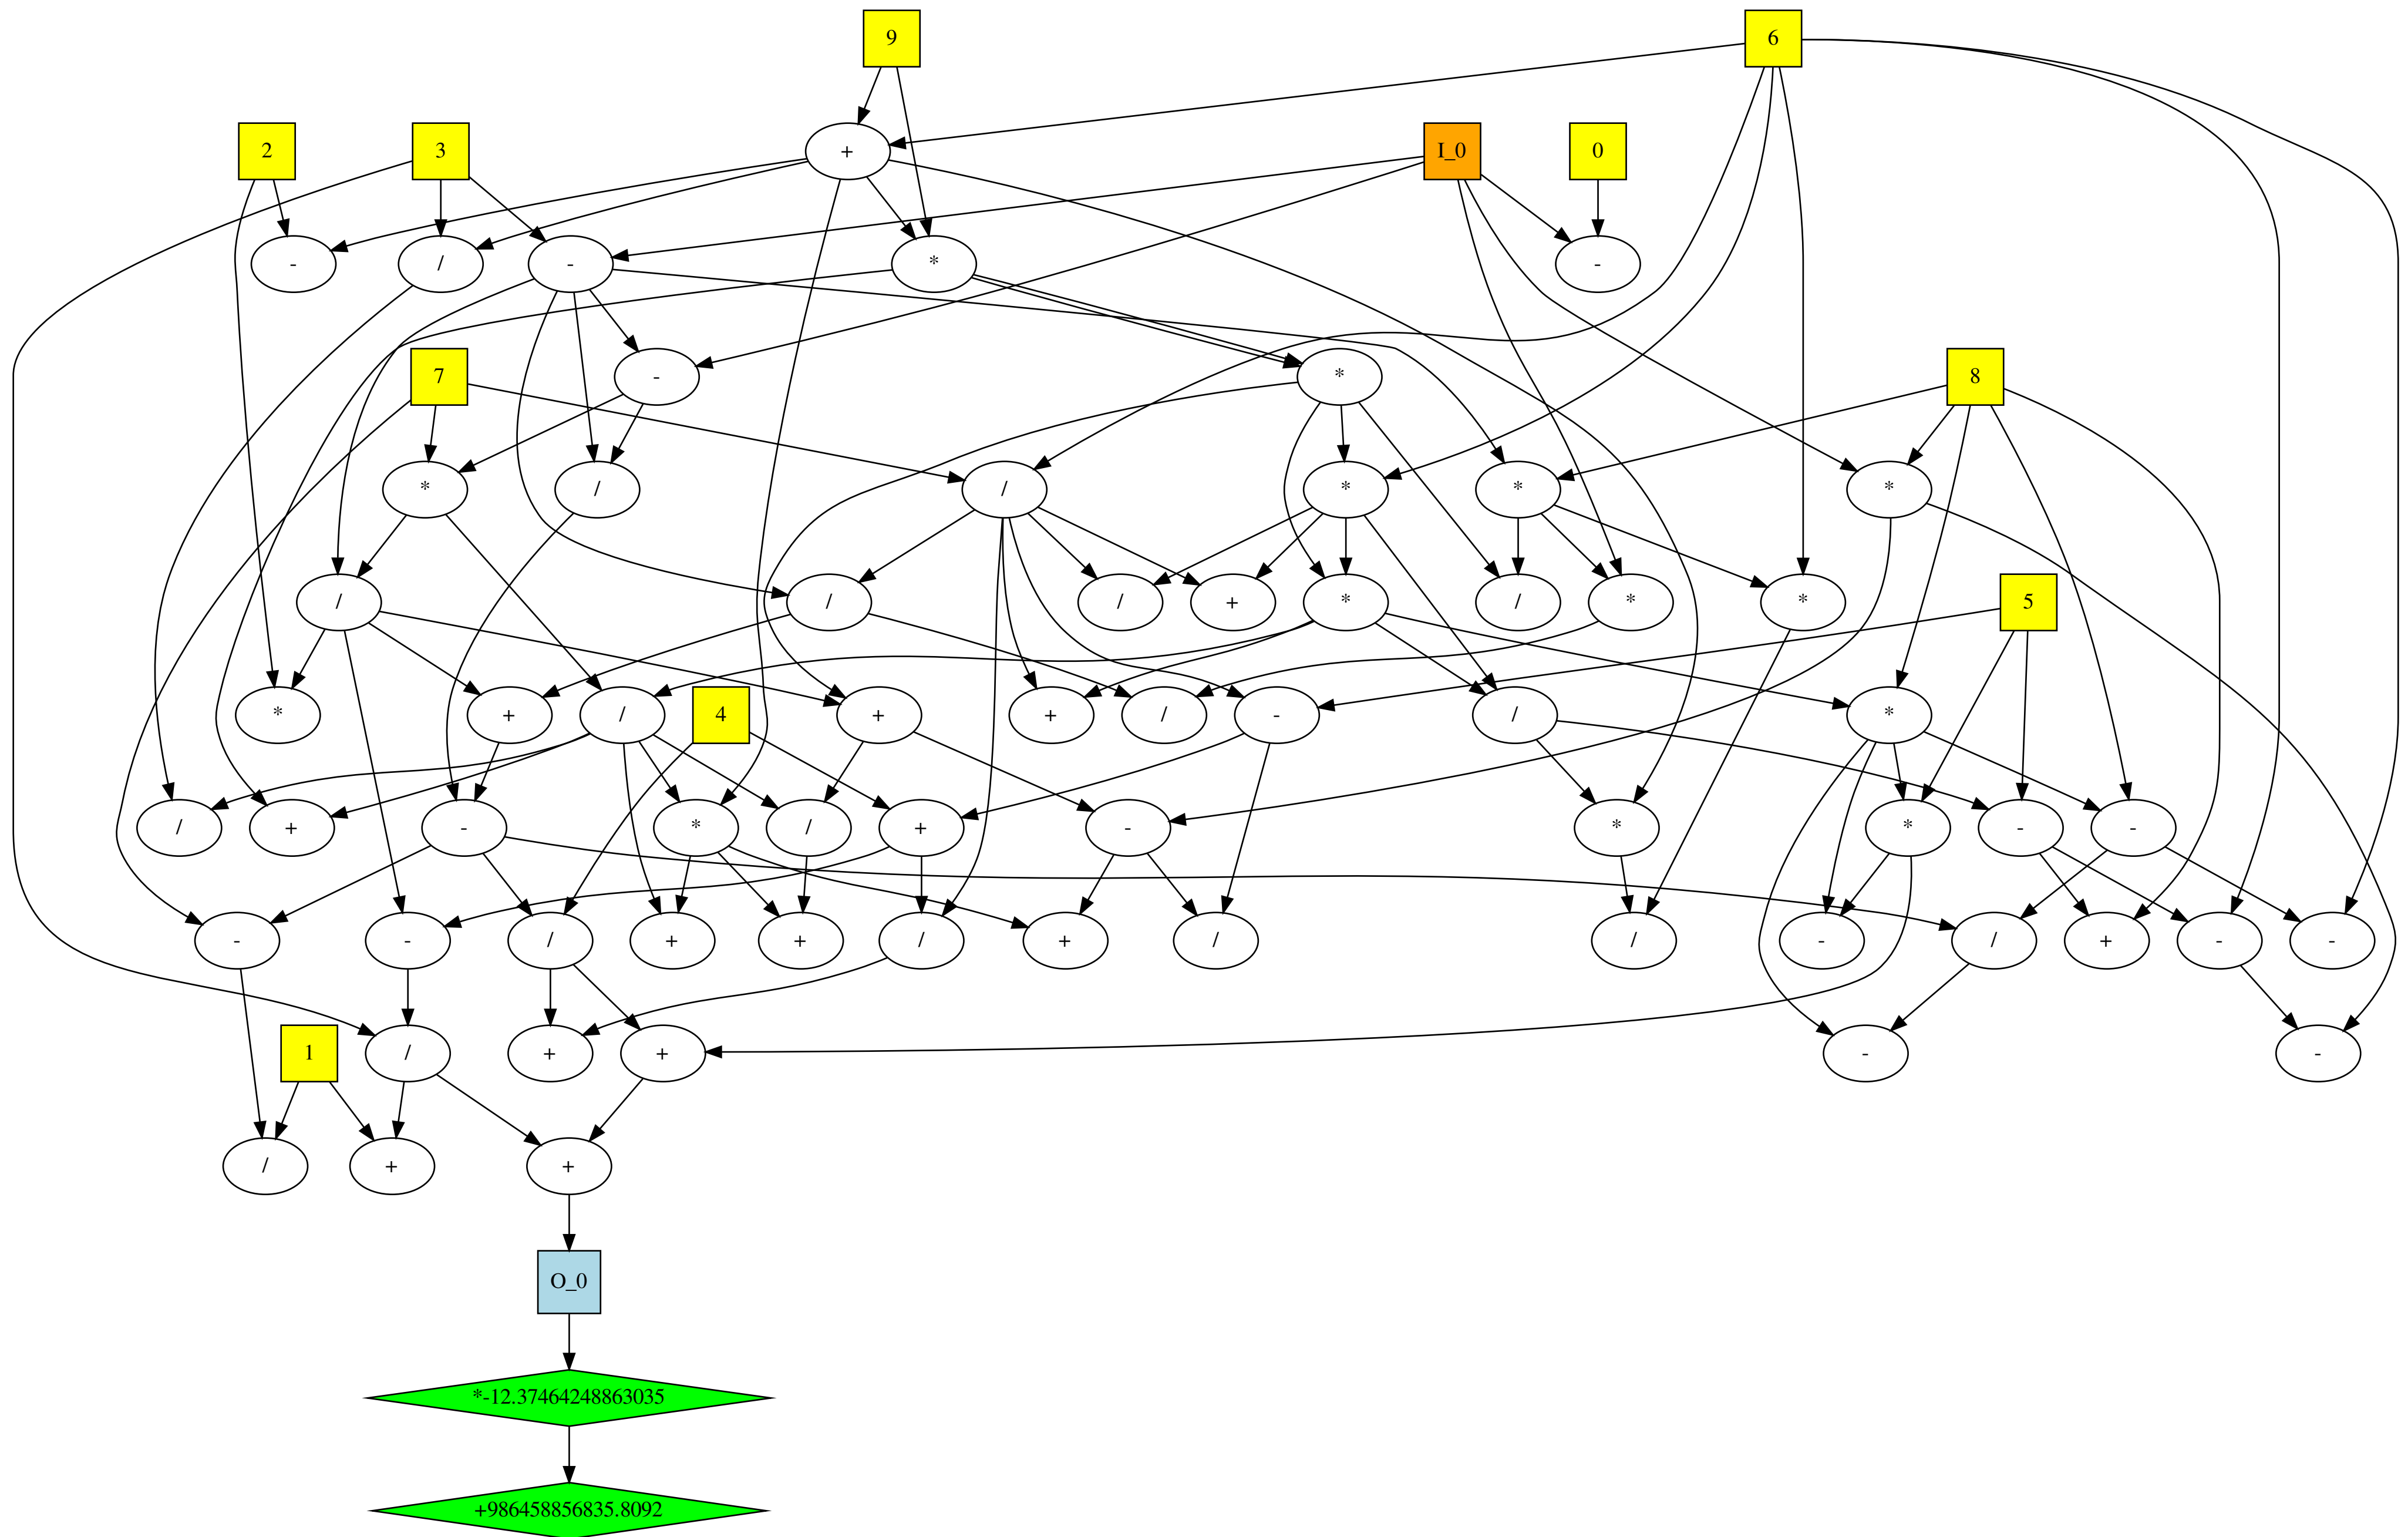 9 6
2 3 + I_0 0
- / - * -
7 - * 8
* / / * * *
/ / / + * / * * 5
* + / 4 + + / - / *
/ + - * / + - * * - -
- - / + + / + / / - / + - -
1 / + + - -
/ + +
O_0
*-12.37464248863035
+986458856835.8092